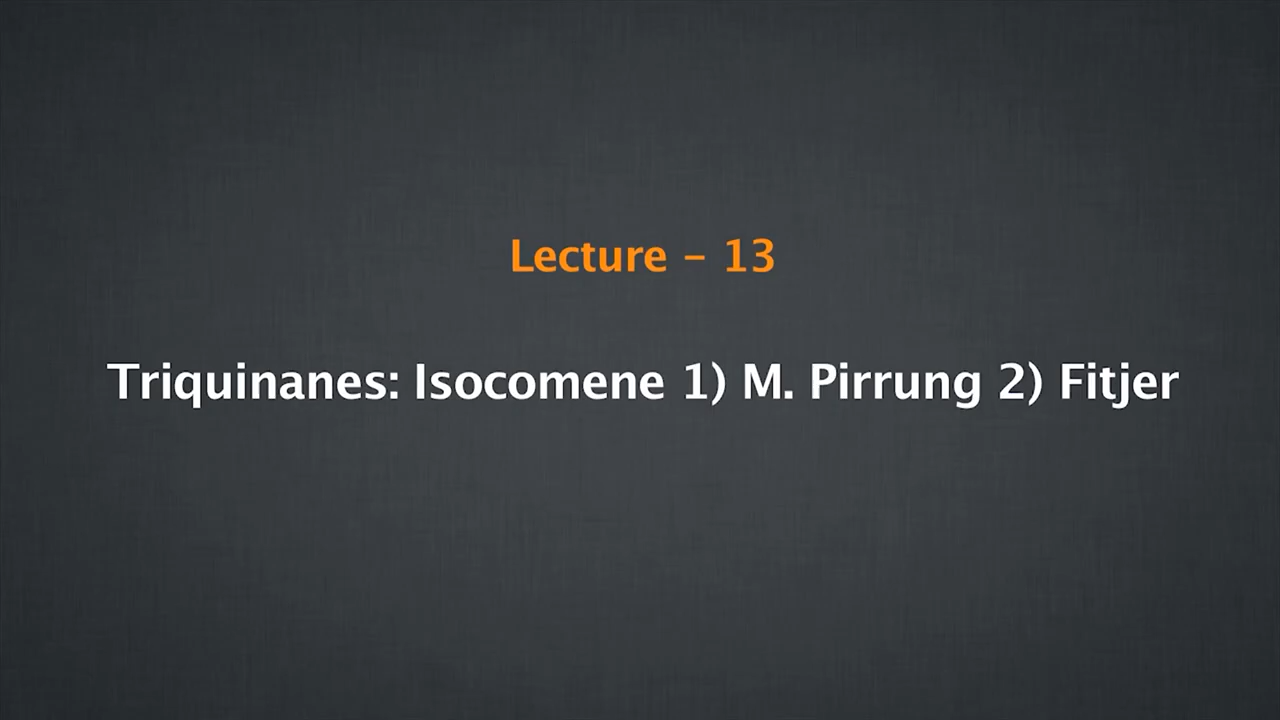 Lecture – 13
Triquinanes: Isocomene 1) M. Pirrung 2) Fitjer